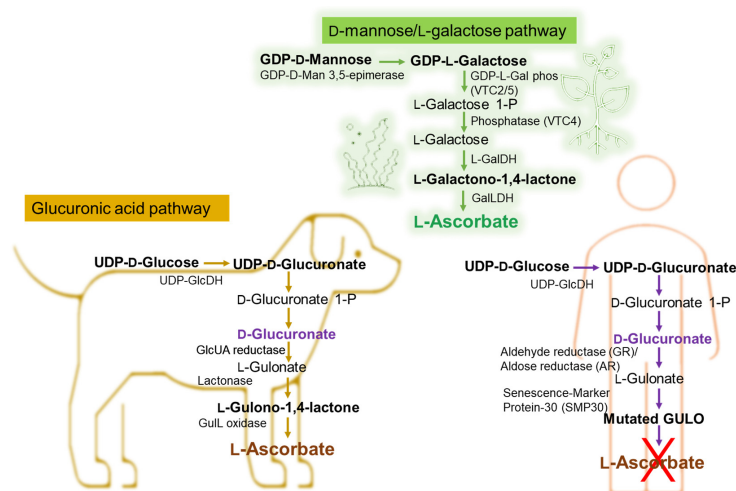 D-mannose/L-galactose pathway
GDP-D-Mannose
GDP-L-Galactose
GDP-D-Man 3,5-epimerase
GDP-L-Gal phos
(VTC2/5)
L-Galactose 1-P
Phosphatase (VTC4)
L-Galactose
L-GalDH
L-Galactono-1,4-lactone
GalLDH
L-Ascorbate
Glucuronic acid pathway
UDP-D-Glucose
UDP-D-Glucuronate
UDP-GlcDH
D-Glucuronate 1-P
D-Glucuronate
GlcUA reductase
L-Gulonate
Lactonase
L-Gulono-1,4-lactone
GulL oxidase
L-Ascorbate
UDP-D-Glucose
UDP-D-Glucuronate
UDP-GlcDH
D-Glucuronate 1-P
D-Glucuronate
Aldehyde reductase (GR)/
Aldose reductase (AR)
L-Gulonate
Senescence-Marker
Protein-30 (SMP30)
Mutated GULO
L-Ascorbate